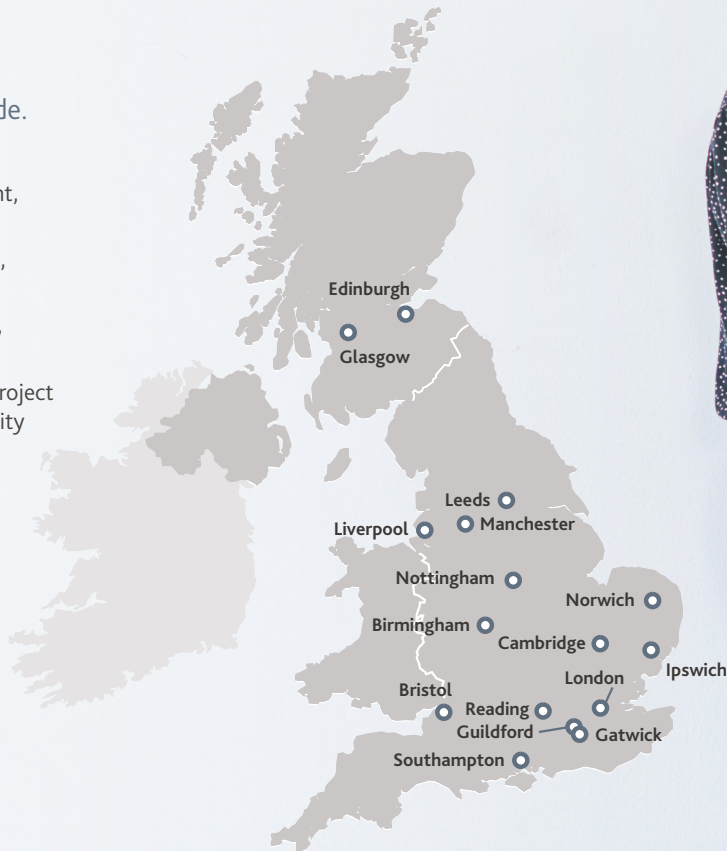 de.
nt,
,
,
roject
ity
Edinburgh
Glasgow
Leeds
Manchester
Liverpool
Nottingham
Norwich
Birmingham
Cambridge
Ipswich
London
Bristol
Reading
Guildford
Gatwick
Southampton